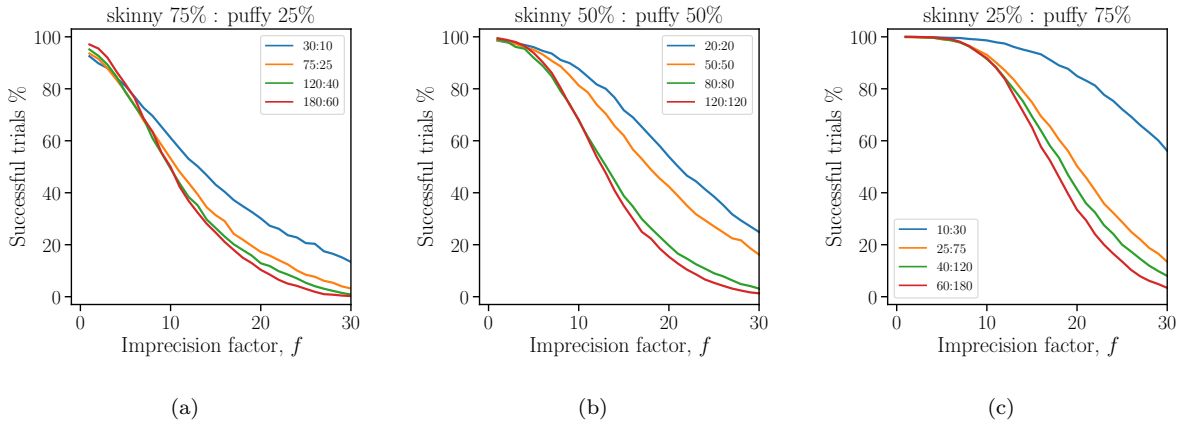 skinny 75% : puffy 25%
100
80
60
40
20
0
Successful trials %
30:10
75:25
120:40
180:60
0 10 20 30
Imprecision factor, f
(a)
skinny 50% : puffy 50%
100
80
60
40
20
0
Successful trials %
20:20
50:50
80:80
120:120
0 10 20 30
Imprecision factor, f
(b)
skinny 25% : puffy 75%
100
80
60
40
20
0
Successful trials %
10:30
25:75
40:120
60:180
0 10 20 30
Imprecision factor, f
(c)